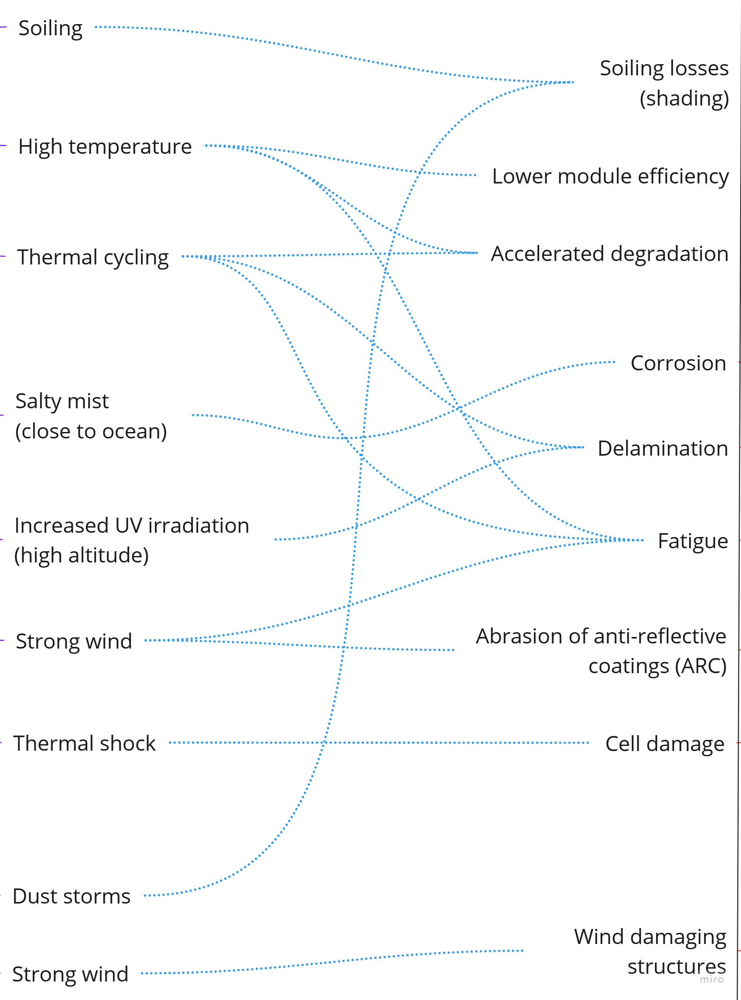 Soiling
Soiling losses
(shading)
High temperature
Lower module efficiency
Thermal cycling
Accelerated degradation
Corrosion
Salty mist
(close to ocean)
Delamination
Increased UV irradiation
(high altitude)
Fatigue
Strong wind
Abrasion of anti-reflective
coatings (ARC)
Thermal shock
Cell damage
Dust storms
Wind damaging
structures
Strong wind
miro